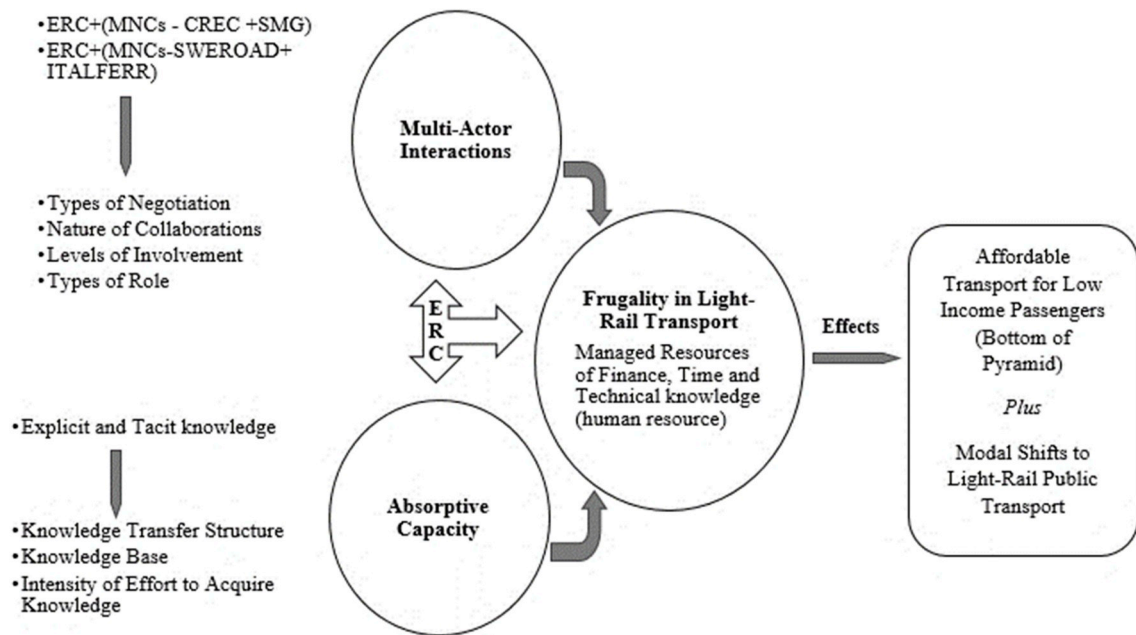 •ERC+(MNCs - CREC +SMG)
•ERC+(MNCs-SWEROAD+
ITALFERR)
•Types of Negotiation
•Nature of Collaborations
•Levels of Involvement
•Types of Role
•Explicit and Tacit knowledge
•Knowledge Transfer Structure
•Knowledge Base
•Intensity of Effort to Acquire
Knowledge
Multi-Actor
Interactions
E
R
C
Absorptive
Capacity
Frugality in Light-
Rail Transport
Managed Resources
of Finance, Time and
Technical knowledge
(human resource)
Effects
Affordable
Transport for Low
Income Passengers
(Bottom of
Pyramid)
Plus
Modal Shifts to
Light-Rail Public
Transport